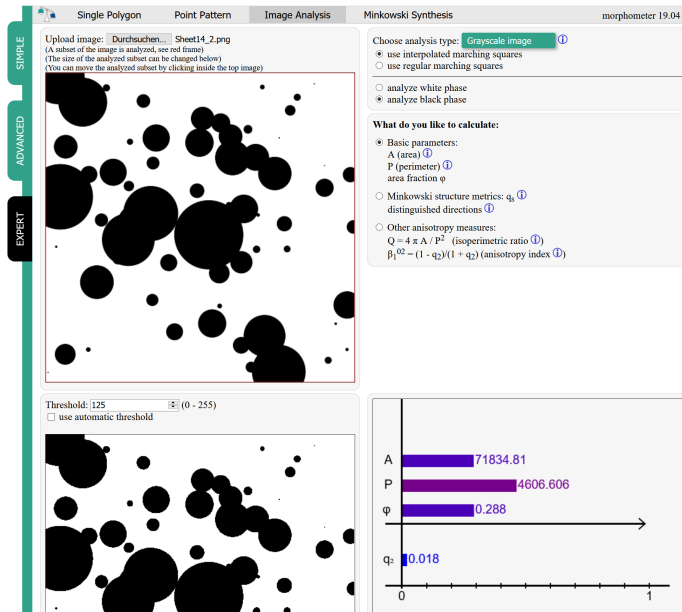 Single Polygon Point Pattern Image Analysis Minkowski Synthesis morphometer 19.04
SIMPLE
ADVANCED
EXPERT
Upload image: Durchsuchen... Sheet14_2.png
(A subset of the image is analyzed, see red frame)
(The size of the analyzed subset can be changed below)
(You can move the analyzed subset by clicking inside the top image)
Choose analysis type: Grayscale image ⓘ
use interpolated marching squares
use regular marching squares
analyze white phase
analyze black phase
What do you like to calculate:
Basic parameters:
A (area) ⓘ
P (perimeter) ⓘ
area fraction φ
Minkowski structure metrics: qₛ ⓘ
distinguished directions ⓘ
Other anisotropy measures:
Q = 4 π A / P² (isoperimetric ratio ⓘ)
β₁⁰² = (1 - q₂)/(1 + q₂) (anisotropy index ⓘ)
Threshold: 125 (0 - 255)
use automatic threshold
A 71834.81
P 4606.606
φ 0.288
q₂ 0.018
0 1